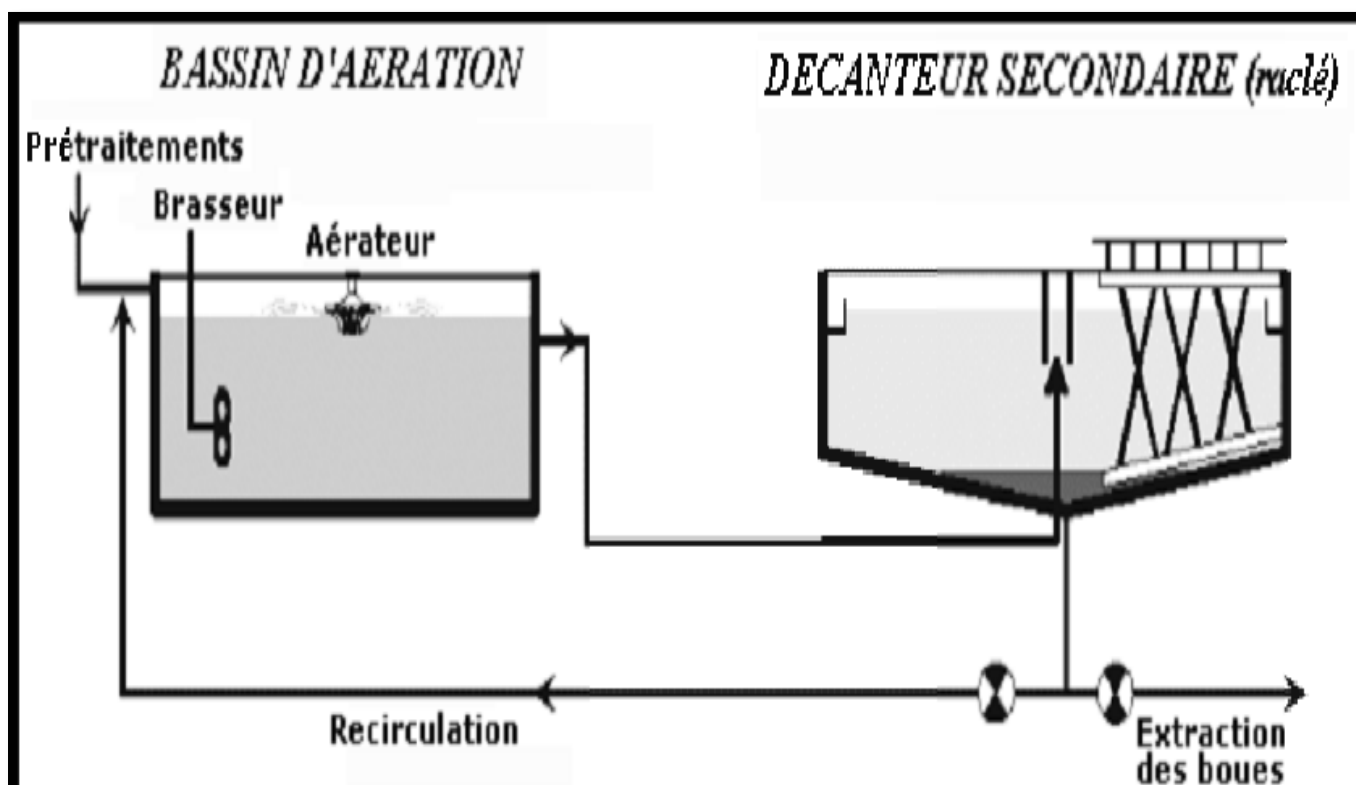 BASSIN D'AERATION
DECANTEUR SECONDAIRE (raclé)
Prétraitements
Brasseur
Aérateur
Recirculation
Extraction
des boues